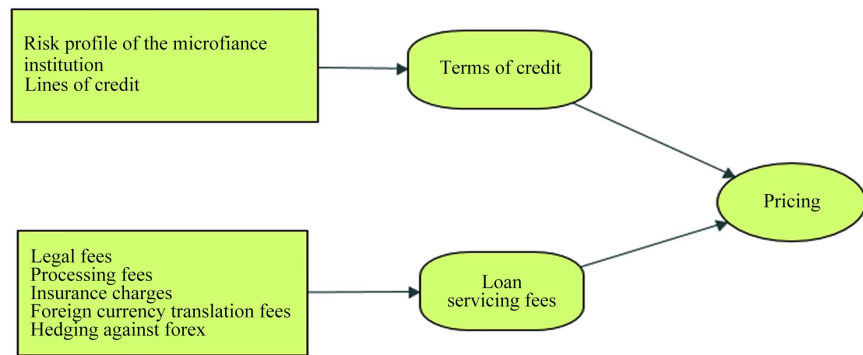 Risk profile of the microfiance
institution
Lines of credit
Terms of credit
Pricing
Legal fees
Processing fees
Insurance charges
Foreign currency translation fees
Hedging against forex
Loan
servicing fees